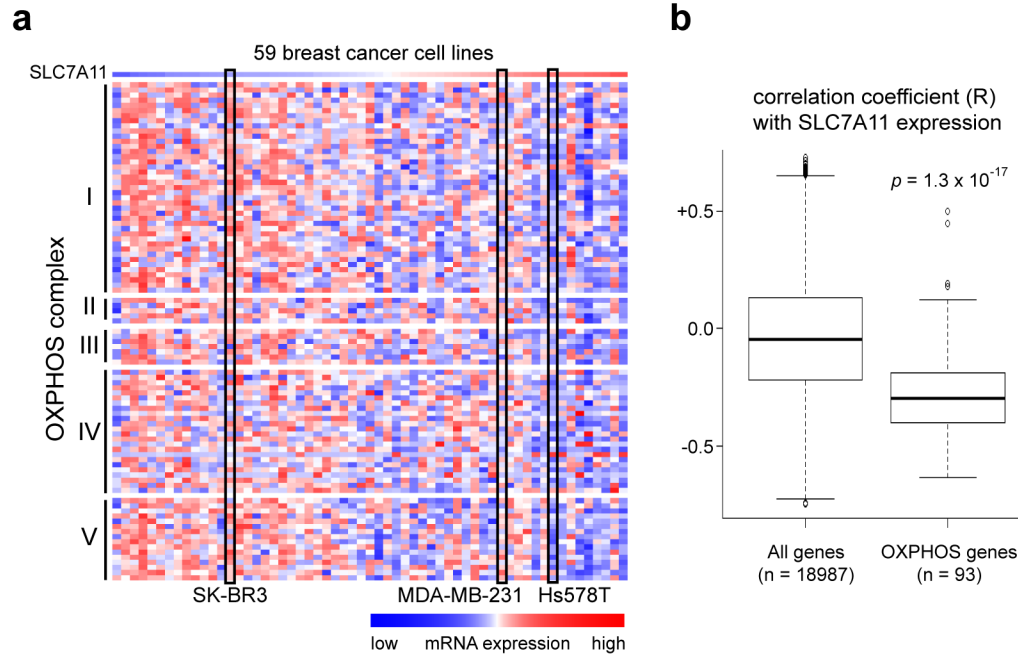 a
59 breast cancer cell lines
SLC7A11
OXPHOS complex
I
II
III
IV
V
SK-BR3
MDA-MB-231
Hs578T
low
mRNA expression
high
b
correlation coefficient (R)
with SLC7A11 expression
p = 1.3 x 10-17
+0.5
0.0
-0.5
All genes
(n = 18987)
OXPHOS genes
(n = 93)